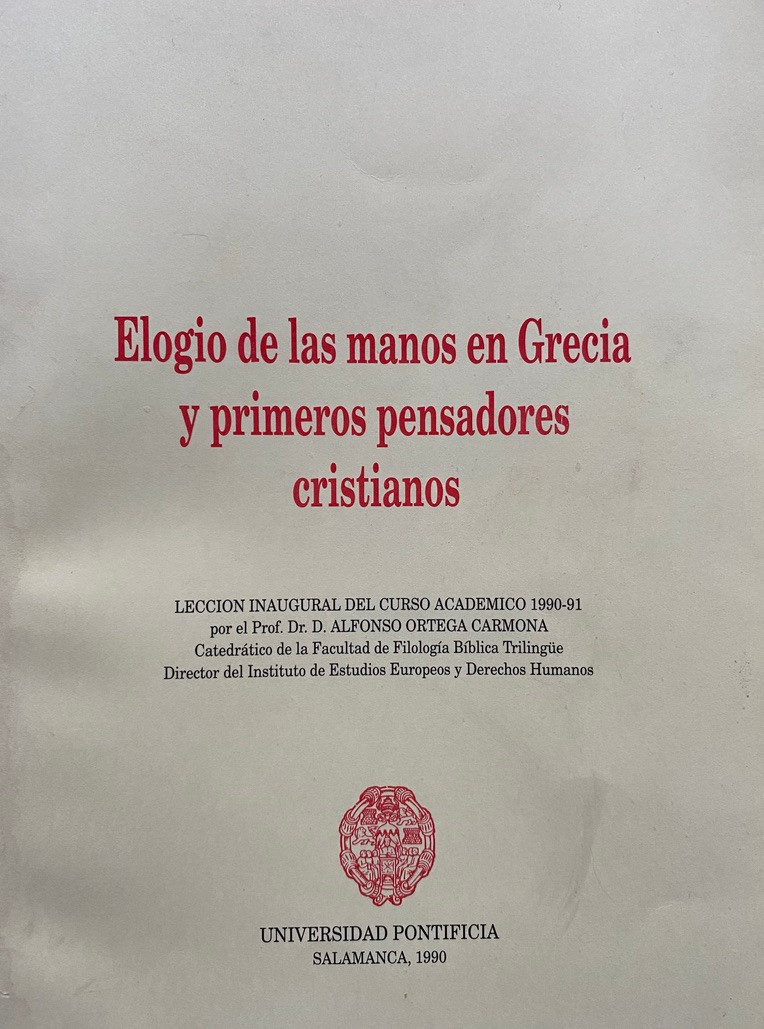 Elogio de las manos en Grecia
y primeros pensadores
cristianos
LECCION INAUGURAL DEL CURSO ACADEMICO 1990-91
por el Prof. Dr. D. ALFONSO ORTEGA CARMONA
Catedrático de la Facultad de Filología Bíblica Trilingüe
Director del Instituto de Estudios Europeos y Derechos Humanos
UNIVERSIDAD PONTIFICIA
SALAMANCA, 1990